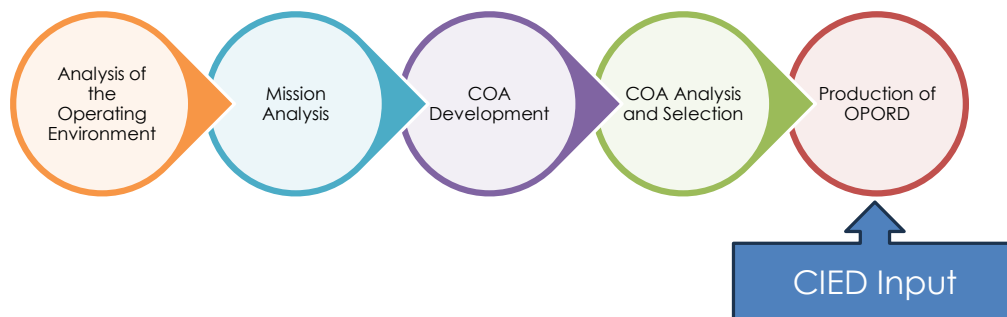 Analysis of
the
Operating
Environment
Mission
Analysis
COA
Development
COA Analysis
and Selection
Production of
OPORD
CIED Input